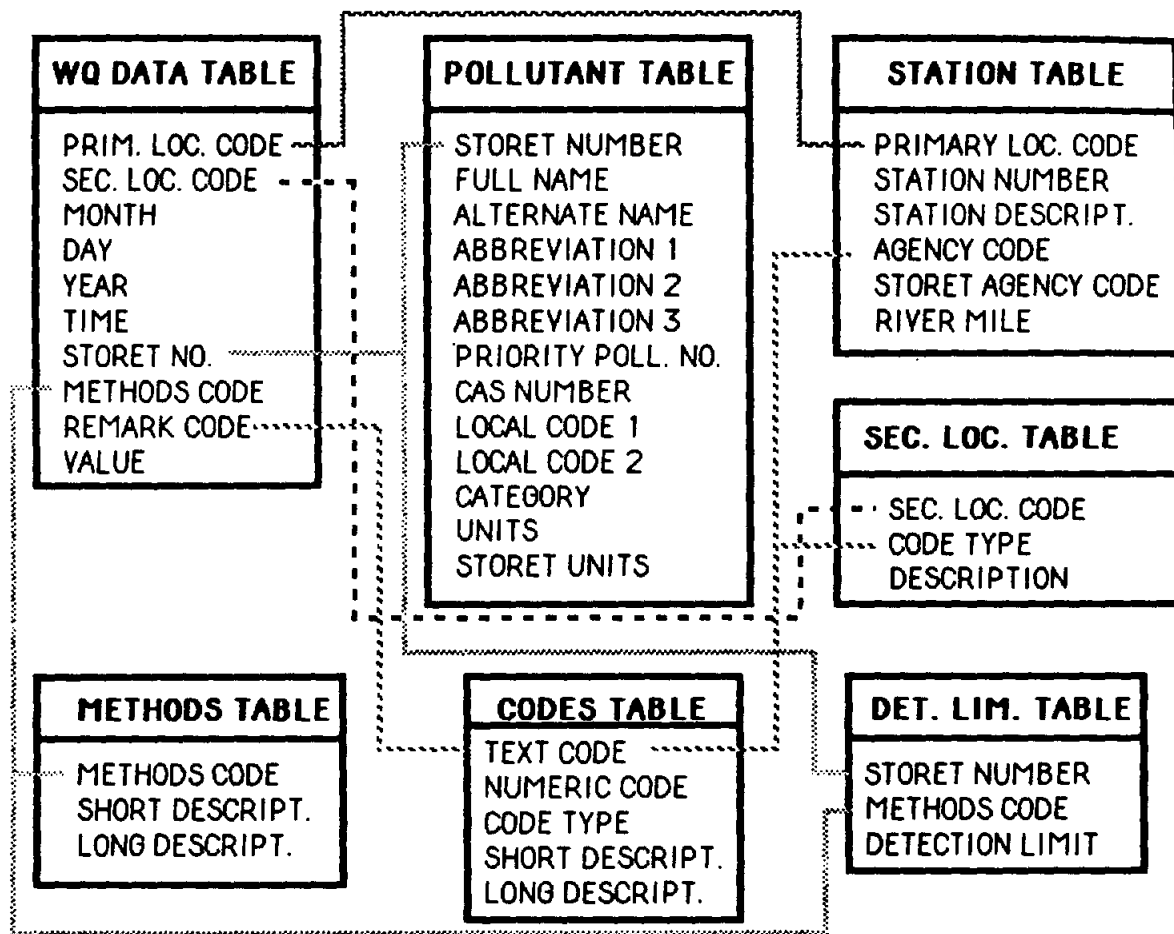 WQ DATA TABLE
PRIM. LOC. CODE
SEC. LOC. CODE
MONTH
DAY
YEAR
TIME
STORET NO.
METHODS CODE
REMARK CODE
VALUE
POLLUTANT TABLE
STORET NUMBER
FULL NAME
ALTERNATE NAME
ABBREVIATION 1
ABBREVIATION 2
ABBREVIATION 3
PRIORITY POLL. NO.
CAS NUMBER
LOCAL CODE 1
LOCAL CODE 2
CATEGORY
UNITS
STORET UNITS
STATION TABLE
PRIMARY LOC. CODE
STATION NUMBER
STATION DESCRIPT.
AGENCY CODE
STORET AGENCY CODE
RIVER MILE
SEC. LOC. TABLE
SEC. LOC. CODE
CODE TYPE
DESCRIPTION
METHODS TABLE
METHODS CODE
SHORT DESCRIPT.
LONG DESCRIPT.
CODES TABLE
TEXT CODE
NUMERIC CODE
CODE TYPE
SHORT DESCRIPT.
LONG DESCRIPT.
DET. LIM. TABLE
STORET NUMBER
METHODS CODE
DETECTION LIMIT